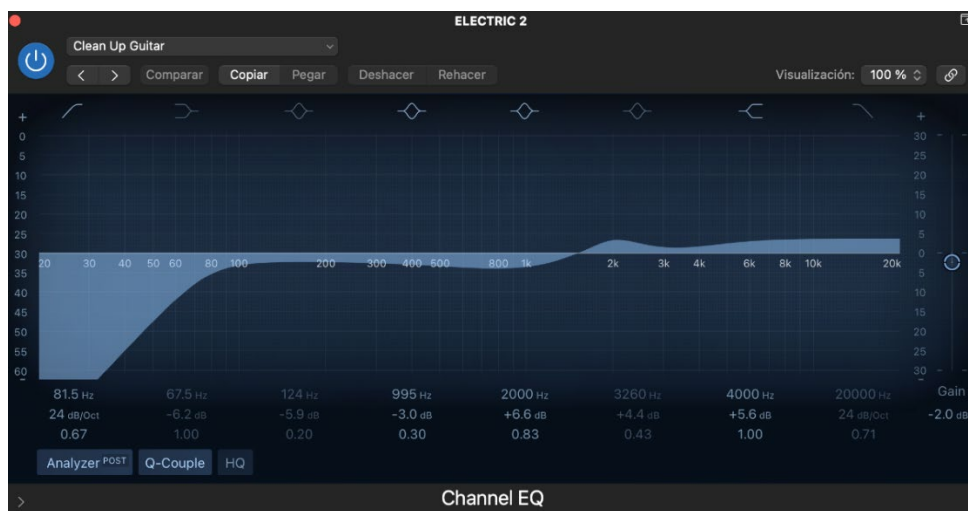 ELECTRIC 2
Clean Up Guitar
Comparar Copiar Pegar Deshacer Rehacer Visualización: 100 %
+ +
0 30
5 25
10 20
15 15
20 10
25 5
30 0
20 30 40 50 60 80 100 200 300 400 500 800 1k 2k 3k 4k 6k 8k 10k 20k
35 5
40 10
45 15
50 20
55 25
60 30
- -
81.5 Hz 67.5 Hz 124 Hz 995 Hz 2000 Hz 3260 Hz 4000 Hz 20000 Hz Gain
24 dB/Oct -6.2 dB -5.9 dB -3.0 dB +6.6 dB +4.4 dB +5.6 dB 24 dB/Oct -2.0 dB
0.67 1.00 0.20 0.30 0.83 0.43 1.00 0.71
Analyzer POST Q-Couple HQ
Channel EQ